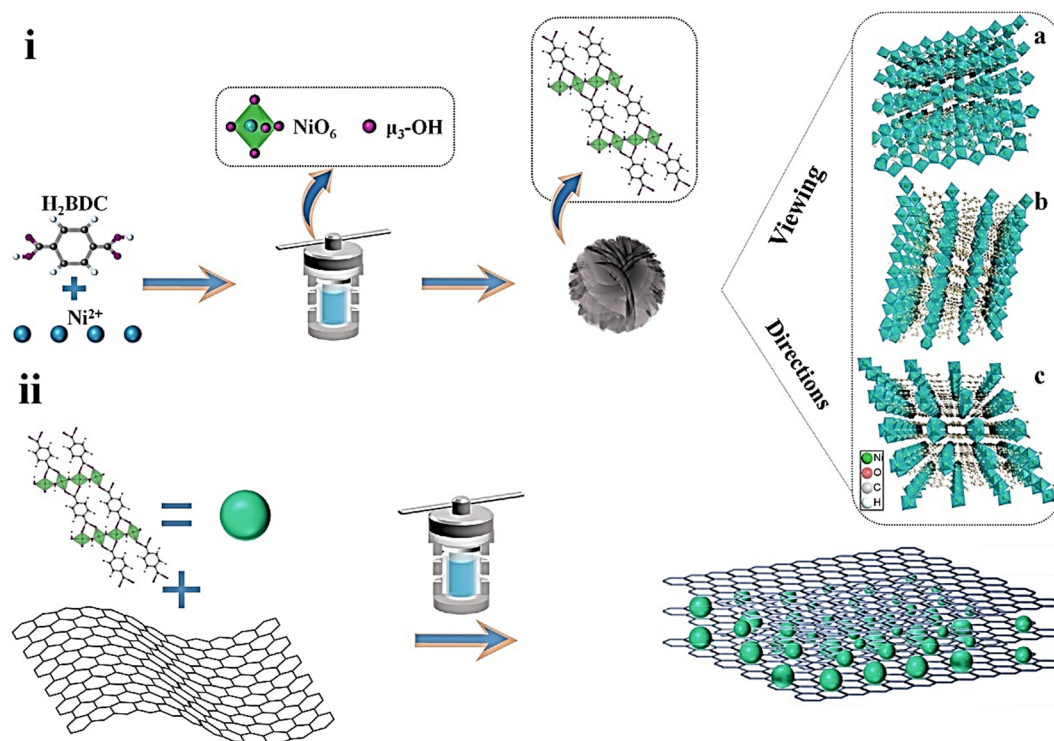 i
H₂BDC
+
Ni²⁺
NiO₆
μ₃-OH
Viewing
Directions
a
b
c
Ni
O
C
H
ii
=
+